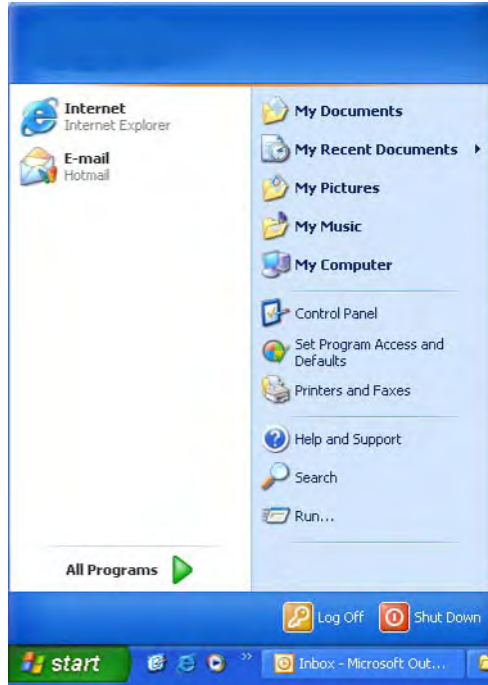 Internet
Internet Explorer
E-mail
Hotmail
All Programs
My Documents
My Recent Documents
My Pictures
My Music
My Computer
Control Panel
Set Program Access and
Defaults
Printers and Faxes
Help and Support
Search
Run...
Log Off
Shut Down
start
Inbox - Microsoft Out...